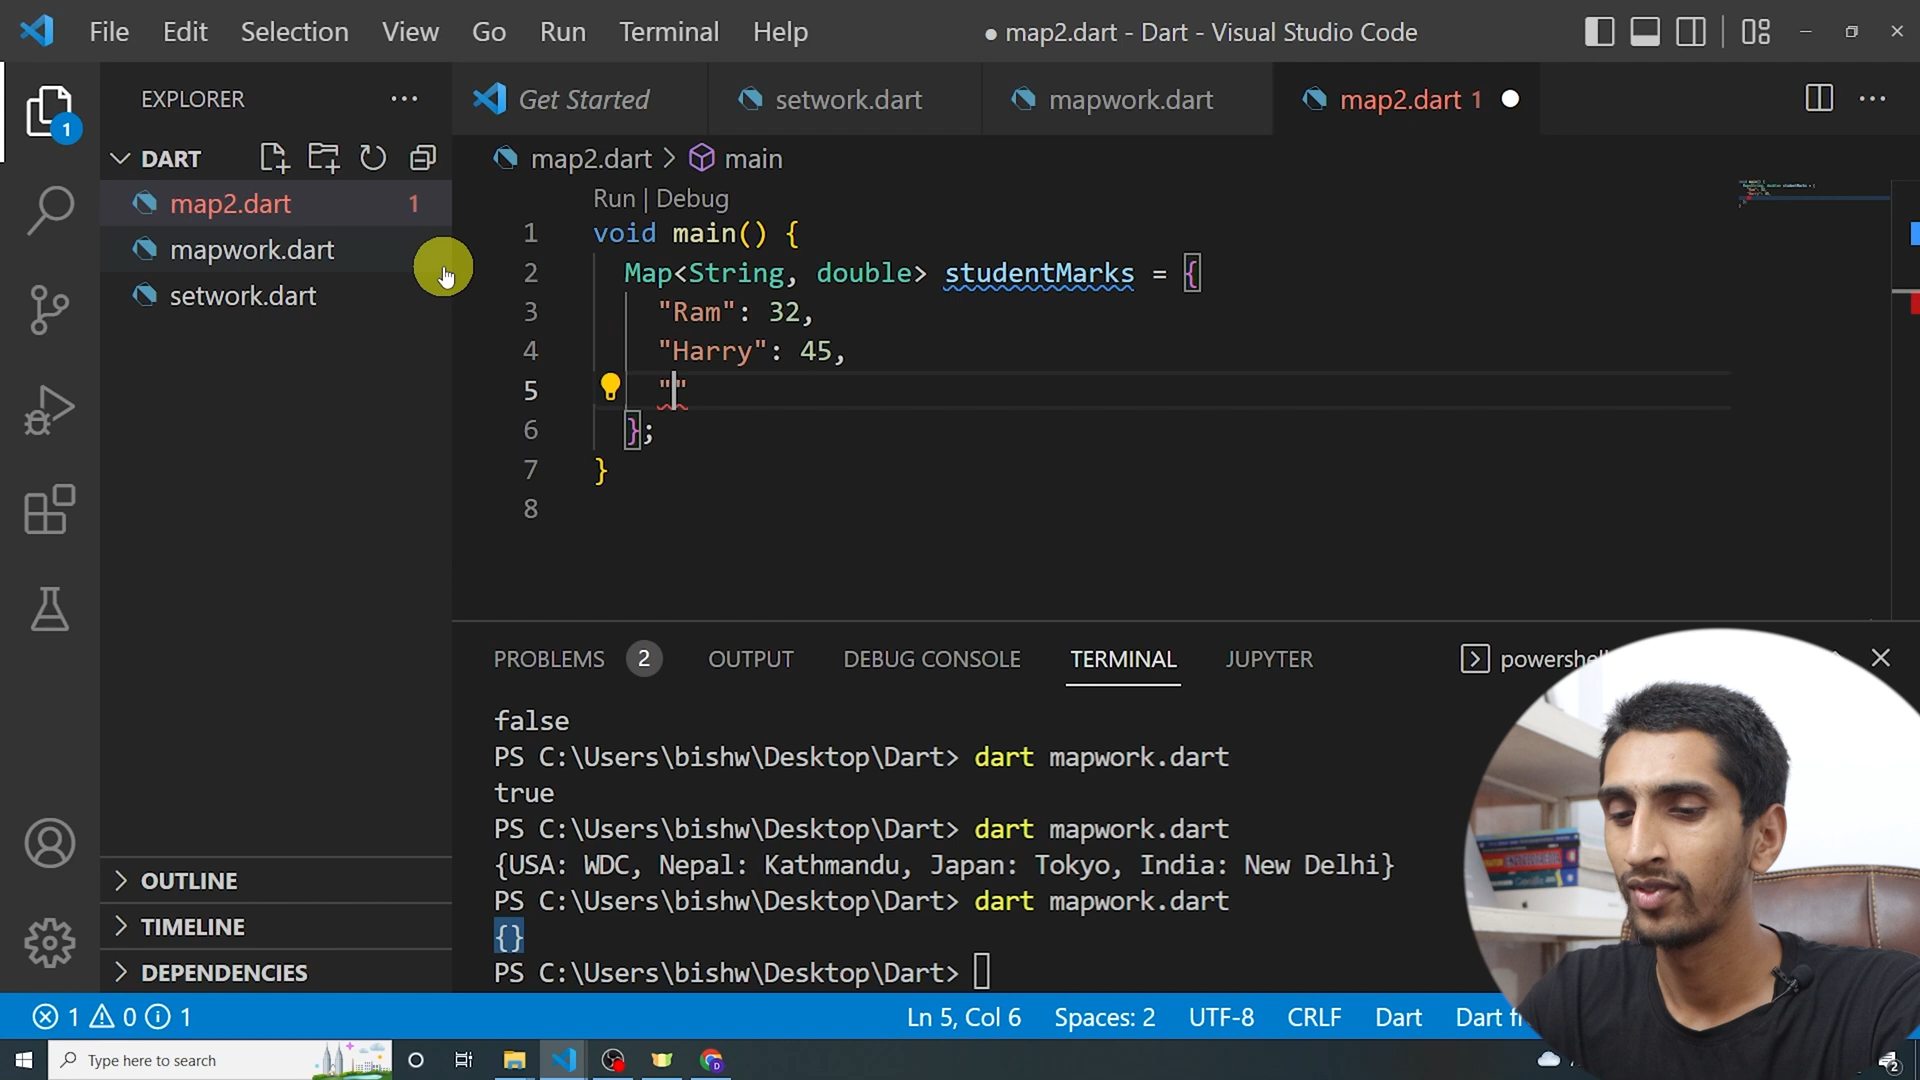 File Edit Selection View Go Run Terminal Help
● map2.dart - Dart - Visual Studio Code
1
EXPLORER
DART
map2.dart 1
mapwork.dart
setwork.dart
OUTLINE
TIMELINE
DEPENDENCIES
Get Started
setwork.dart
mapwork.dart
map2.dart 1
map2.dart > main
Run | Debug
1 void main() {
2 Map<String, double> studentMarks = {
3 "Ram": 32,
4 "Harry": 45,
5 ""
6 };
7 }
8
PROBLEMS 2 OUTPUT DEBUG CONSOLE TERMINAL JUPYTER
false
PS C:\Users\bishw\Desktop\Dart> dart mapwork.dart
true
PS C:\Users\bishw\Desktop\Dart> dart mapwork.dart
{USA: WDC, Nepal: Kathmandu, Japan: Tokyo, India: New Delhi}
PS C:\Users\bishw\Desktop\Dart> dart mapwork.dart
{}
PS C:\Users\bishw\Desktop\Dart>
1 0 1
Ln 5, Col 6 Spaces: 2 UTF-8 CRLF Dart Dart
Type here to search
2